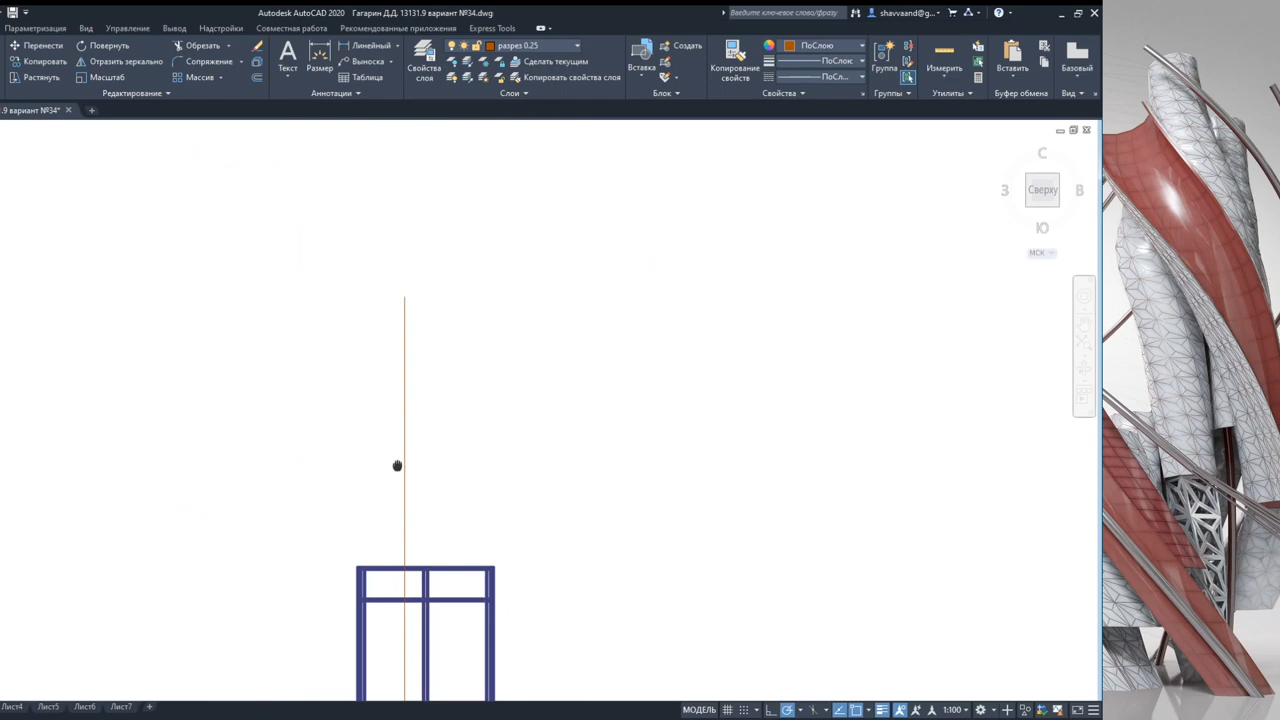 Autodesk AutoCAD 2020 Гагарин Д.Д. 13131.9 вариант №34.dwg
Введите ключевое слово/фразу
shavvaand@g...
Параметризация Вид Управление Вывод Надстройки Совместная работа Рекомендованные приложения Express Tools
Перенести Повернуть Обрезать
Копировать Отразить зеркально Сопряжение
Растянуть Масштаб Массив
Редактирование
Текст Размер
Линейный
Выноска
Таблица
Аннотации
Свойства слоя
разрез 0.25
Сделать текущим
Копировать свойства слоя
Слои
Вставка
Создать
Блок
Копирование свойств
ПоСлою
ПоСлою
ПоСл...
Свойства
Группа
Группы
Измерить
Утилиты
Вставить
Буфер обмена
Базовый
Вид
.9 вариант №34*
С
З Сверху В
Ю
МСК
Лист4 Лист5 Лист6 Лист7
МОДЕЛЬ 1:100